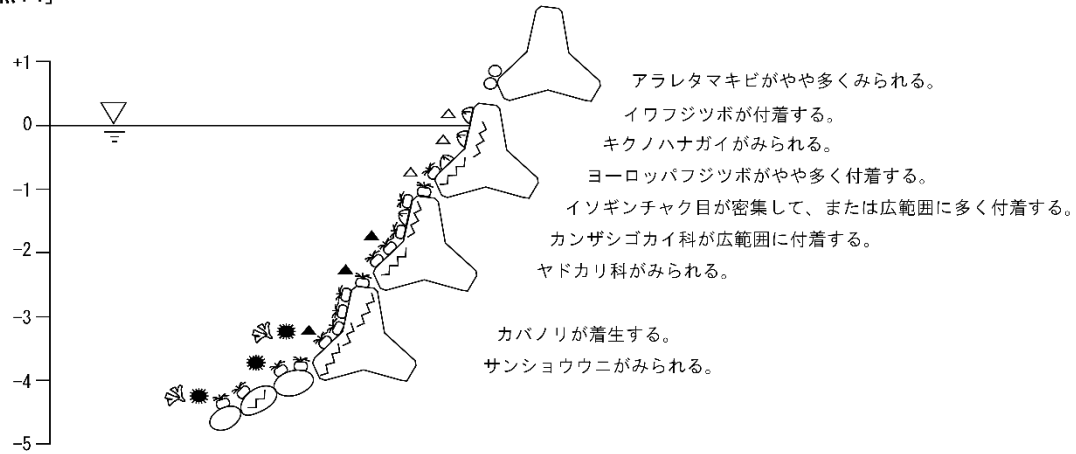 +1
アラレタマキビがやや多くみられる。
イワフジツボが付着する。
0
キクノハナガイがみられる。
ヨーロッパフジツボがやや多く付着する。
-1
イソギンチャク目が密集して、または広範囲に多く付着する。
カンザシゴカイ科が広範囲に付着する。
-2
ヤドカリ科がみられる。
-3
カバノリが着生する。
サンショウウニがみられる。
-4
-5